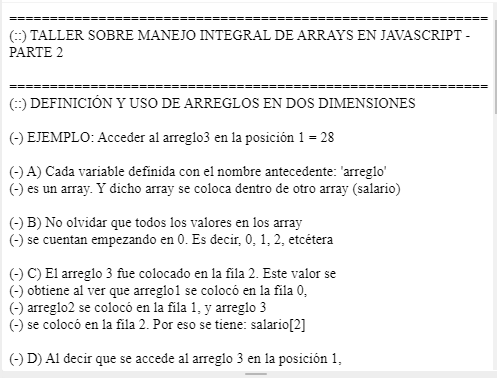 ===========================================================
(::) TALLER SOBRE MANEJO INTEGRAL DE ARRAYS EN JAVASCRIPT -
PARTE 2
===========================================================
(::) DEFINICIÓN Y USO DE ARREGLOS EN DOS DIMENSIONES
(-) EJEMPLO: Acceder al arreglo3 en la posición 1 = 28
(-) A) Cada variable definida con el nombre antecedente: 'arreglo'
(-) es un array. Y dicho array se coloca dentro de otro array (salario)
(-) B) No olvidar que todos los valores en los array
(-) se cuentan empezando en 0. Es decir, 0, 1, 2, etcétera
(-) C) El arreglo 3 fue colocado en la fila 2. Este valor se
(-) obtiene al ver que arreglo1 se colocó en la fila 0,
(-) arreglo2 se colocó en la fila 1, y arreglo 3
(-) se colocó en la fila 2. Por eso se tiene: salario[2]
(-) D) Al decir que se accede al arreglo 3 en la posición 1,